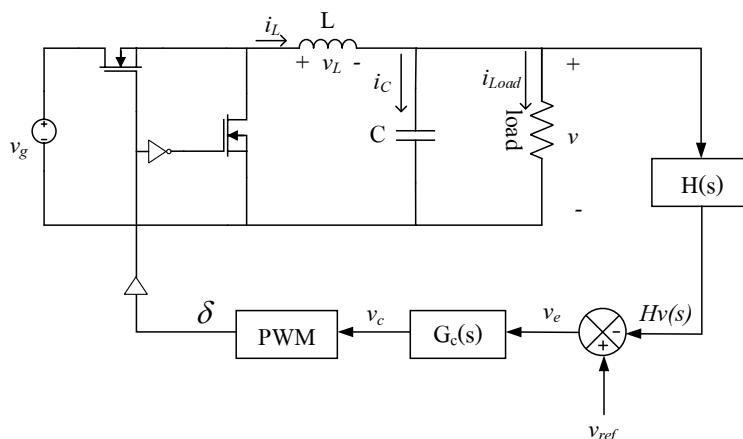 i_L
L
+ v_L -
i_C
i_Load
+
v_g
C
load
v
H(s)
-
δ
PWM
v_c
G_c(s)
v_e
-
+
Hv(s)
v_ref